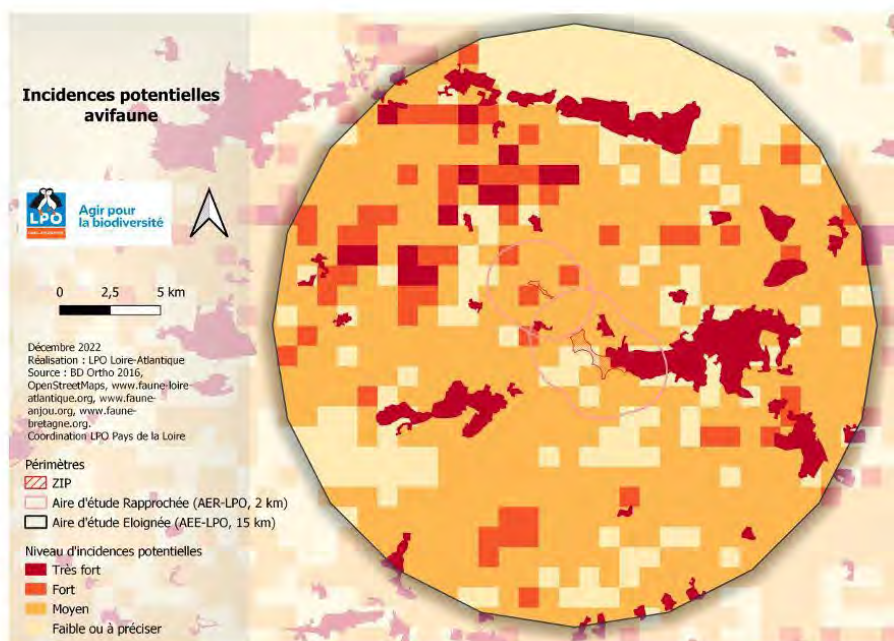 Incidences potentielles
avifaune
LPO
Agir pour
la biodiversité
0 2,5 5 km
Décembre 2022
Réalisation : LPO Loire-Atlantique
Source : BD Ortho 2016,
OpenStreetMaps, www.faune-loire-
atlantique.org, www.faune-
anjou.org, www.faune-
bretagne.org.
Coordination LPO Pays de la Loire
Périmètres
ZIP
Aire d'étude Rapprochée (AER-LPO, 2 km)
Aire d'étude Eloignée (AEE-LPO, 15 km)
Niveau d'incidences potentielles
Très fort
Fort
Moyen
Faible ou à préciser